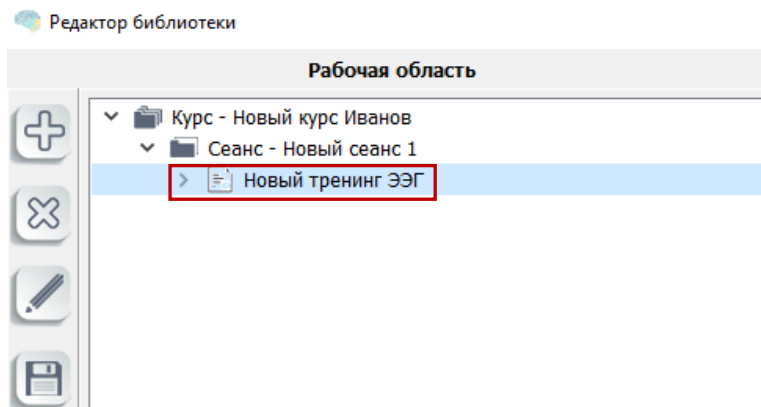 Редактор библиотеки
Рабочая область
Курс - Новый курс Иванов
Сеанс - Новый сеанс 1
Новый тренинг ЭЭГ